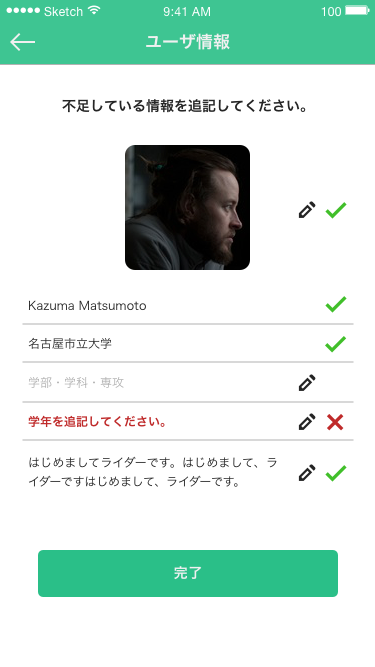 Sketch 9:41 AM 100
ユーザ情報
不足している情報を追記してください。
Kazuma Matsumoto
名古屋市立大学
学部・学科・専攻
学年を追記してください。
はじめましてライダーです。はじめまして、ラ
イダーですはじめまして、ライダーです。
完了